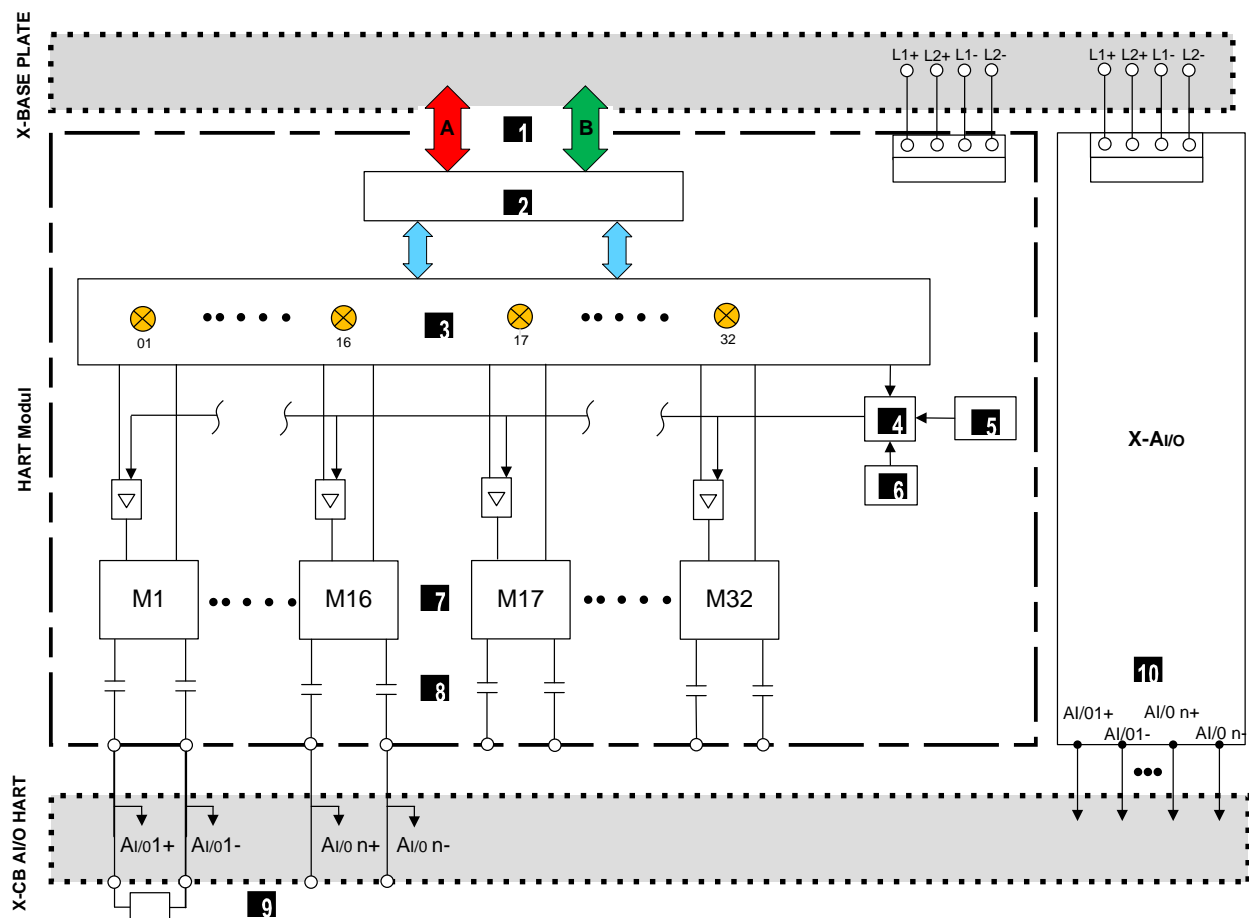 X-BASE PLATE
L1+ L2+ L1- L2-
L1+ L2+ L1- L2-
A
1
B
2
HART Modul
01
16
3
17
32
4
5
6
X-AI/O
M1
M16
7
M17
M32
8
10
AI/01+
AI/01-
AI/0 n+
AI/0 n-
X-CB AI/O HART
AI/01+
AI/01-
AI/0 n+
AI/0 n-
9